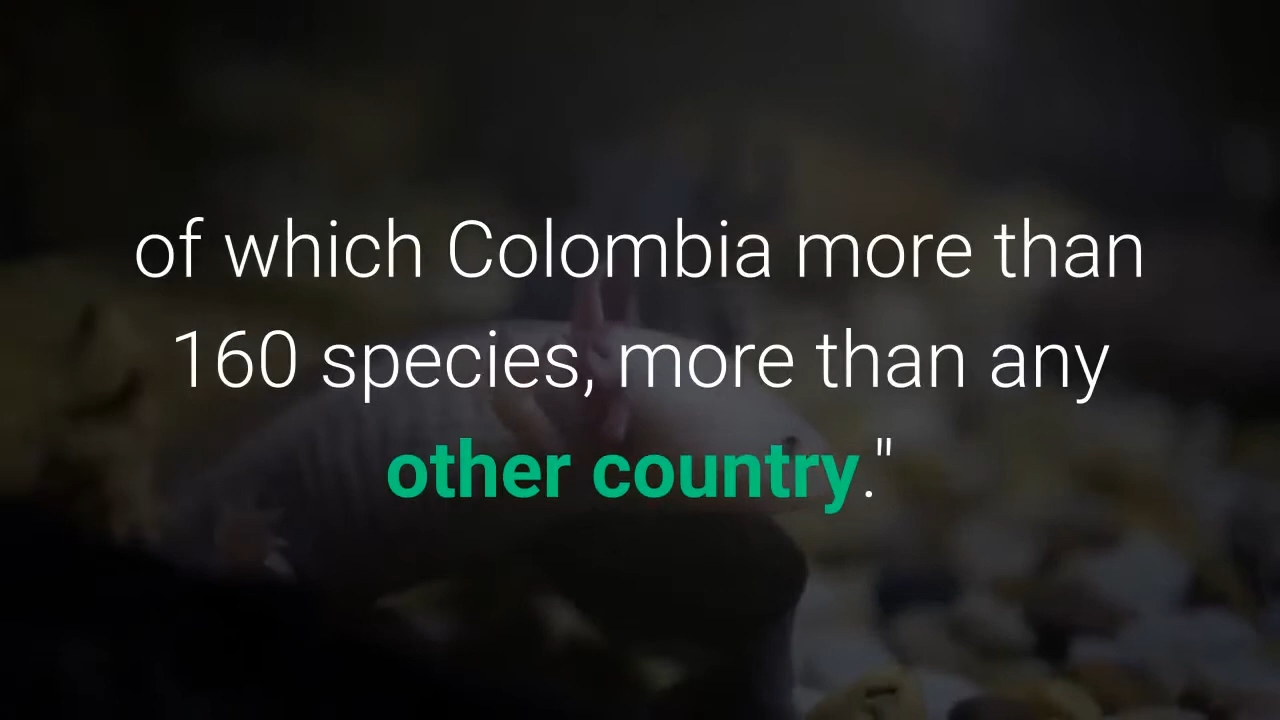 of which Colombia more than
160 species, more than any
other country."